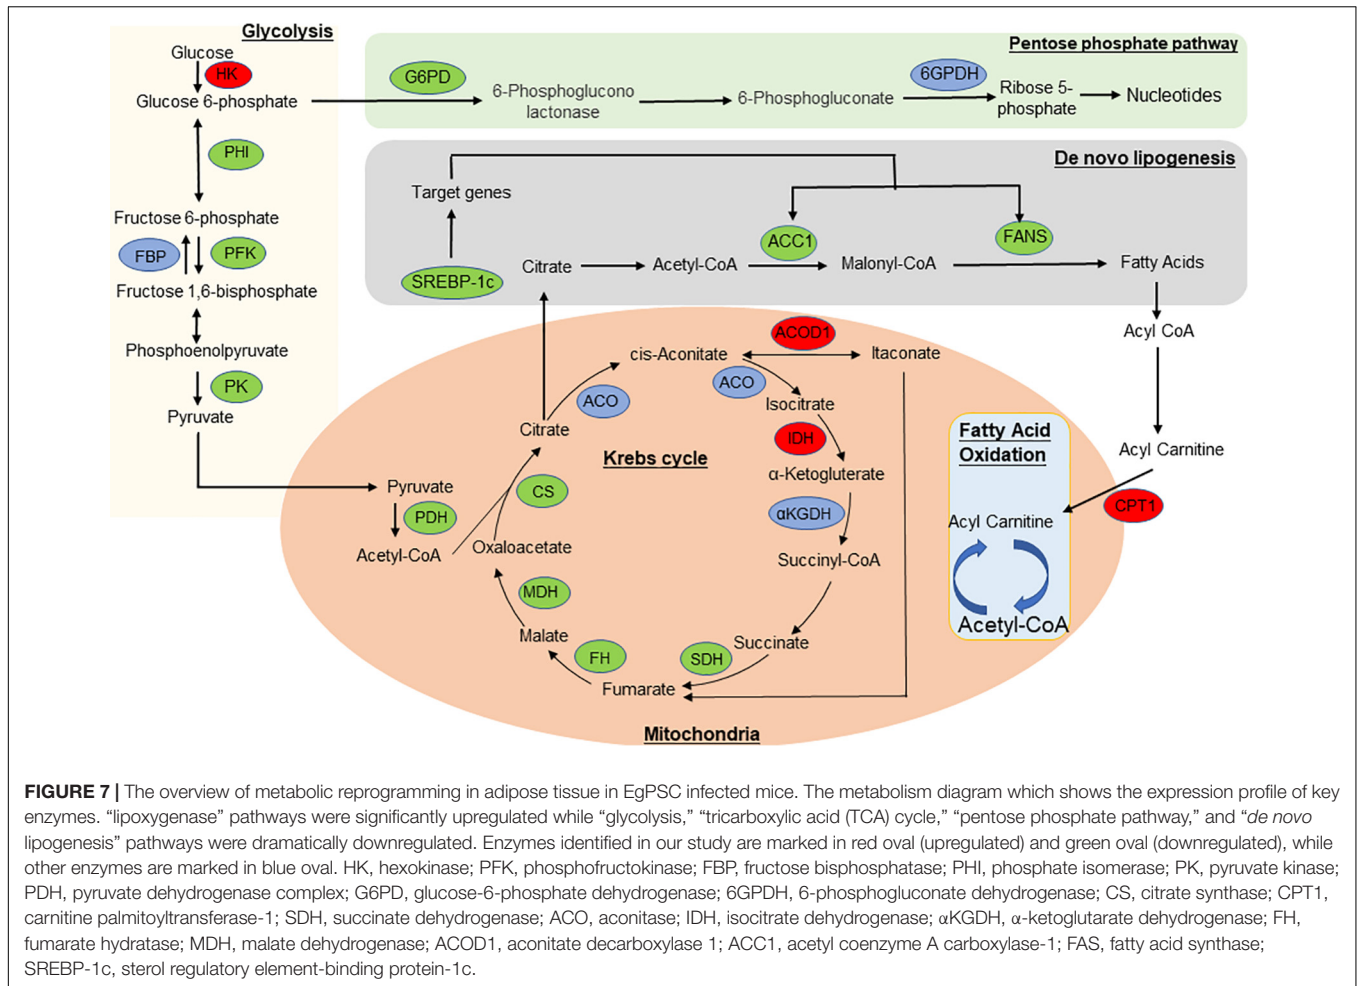 Glycolysis
Glucose
HK
Glucose 6-phosphate
PHI
Fructose 6-phosphate
FBP
PFK
Fructose 1,6-bisphosphate
Phosphoenolpyruvate
PK
Pyruvate
Pentose phosphate pathway
G6PD
6-Phosphoglucono
lactonase
6-Phosphogluconate
6GPDH
Ribose 5-
phosphate
Nucleotides
De novo lipogenesis
Target genes
SREBP-1c
Citrate
Acetyl-CoA
ACC1
Malonyl-CoA
FANS
Fatty Acids
Acyl CoA
Acyl Carnitine
CPT1
Fatty Acid
Oxidation
Acyl Carnitine
Acetyl-CoA
cis-Aconitate
ACOD1
Itaconate
ACO
ACO
Isocitrate
Citrate
IDH
Krebs cycle
α-Ketogluterate
Pyruvate
CS
PDH
αKGDH
Acetyl-CoA
Oxaloacetate
Succinyl-CoA
MDH
Malate
Succinate
FH
SDH
Fumarate
Mitochondria
FIGURE 7 | The overview of metabolic reprogramming in adipose tissue in EgPSC infected mice. The metabolism diagram which shows the expression profile of key
enzymes. “lipoxygenase” pathways were significantly upregulated while “glycolysis,” “tricarboxylic acid (TCA) cycle,” “pentose phosphate pathway,” and “de novo
lipogenesis” pathways were dramatically downregulated. Enzymes identified in our study are marked in red oval (upregulated) and green oval (downregulated), while
other enzymes are marked in blue oval. HK, hexokinase; PFK, phosphofructokinase; FBP, fructose bisphosphatase; PHI, phosphate isomerase; PK, pyruvate kinase;
PDH, pyruvate dehydrogenase complex; G6PD, glucose-6-phosphate dehydrogenase; 6GPDH, 6-phosphogluconate dehydrogenase; CS, citrate synthase; CPT1,
carnitine palmitoyltransferase-1; SDH, succinate dehydrogenase; ACO, aconitase; IDH, isocitrate dehydrogenase; αKGDH, α-ketoglutarate dehydrogenase; FH,
fumarate hydratase; MDH, malate dehydrogenase; ACOD1, aconitate decarboxylase 1; ACC1, acetyl coenzyme A carboxylase-1; FAS, fatty acid synthase;
SREBP-1c, sterol regulatory element-binding protein-1c.